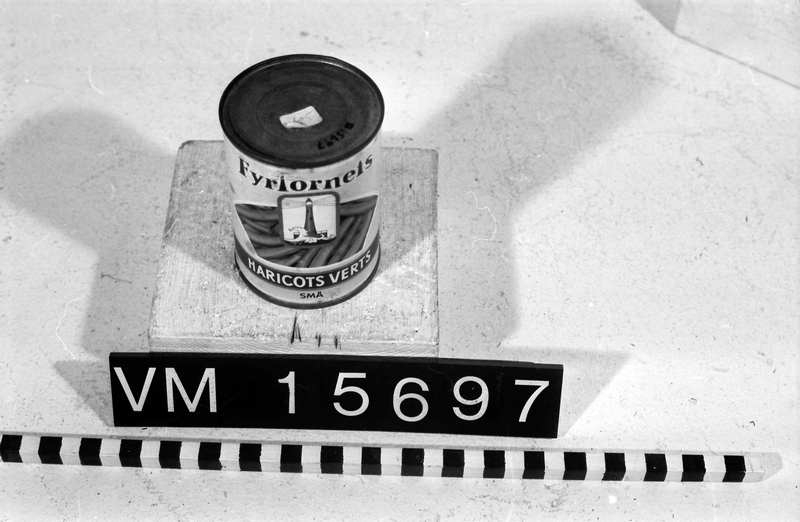 Fyrtornets
HARICOTS VERTS
SMÅ
VM 15697